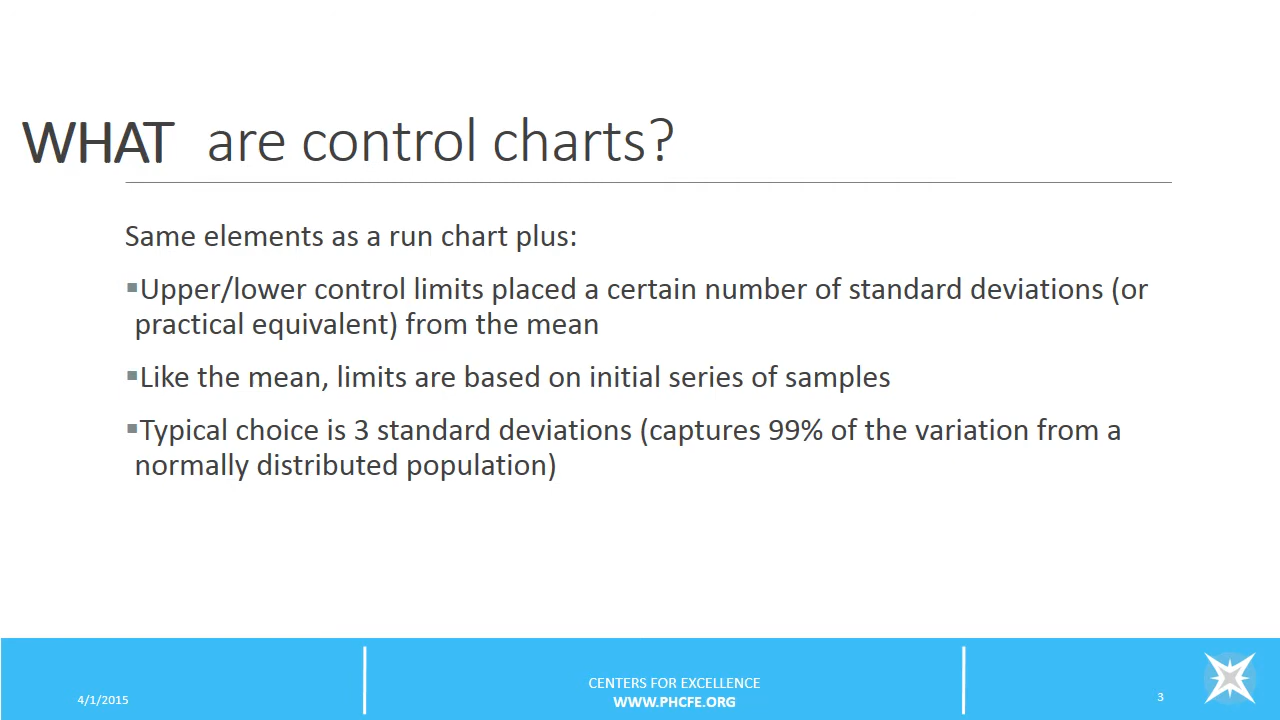 WHAT are control charts?
Same elements as a run chart plus:
▪Upper/lower control limits placed a certain number of standard deviations (or
practical equivalent) from the mean
▪Like the mean, limits are based on initial series of samples
▪Typical choice is 3 standard deviations (captures 99% of the variation from a
normally distributed population)
4/1/2015
CENTERS FOR EXCELLENCE
WWW.PHCFE.ORG
3